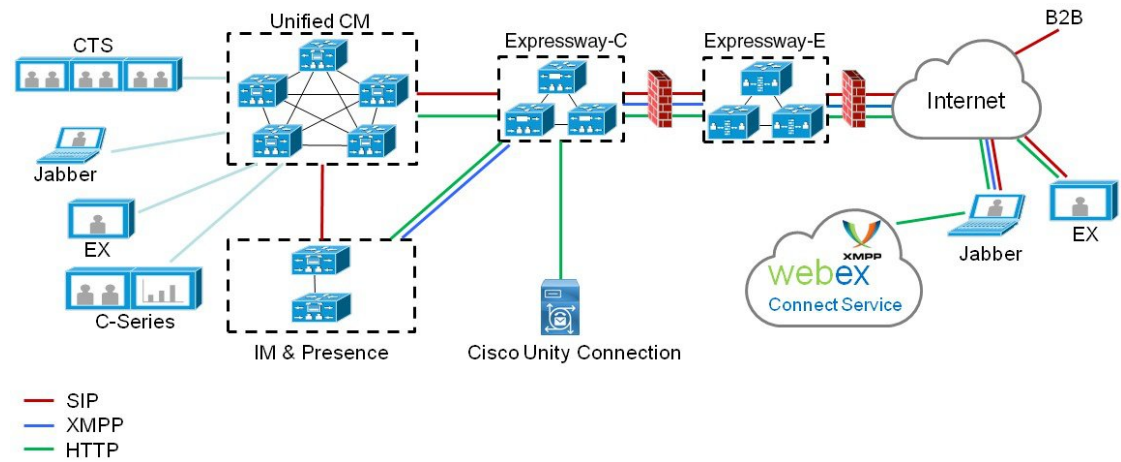 Unified CM
CTS
Expressway-C
Expressway-E
B2B
Internet
Jabber
EX
C-Series
IM & Presence
Cisco Unity Connection
XMPP
webex
Connect Service
Jabber
EX
SIP
XMPP
HTTP